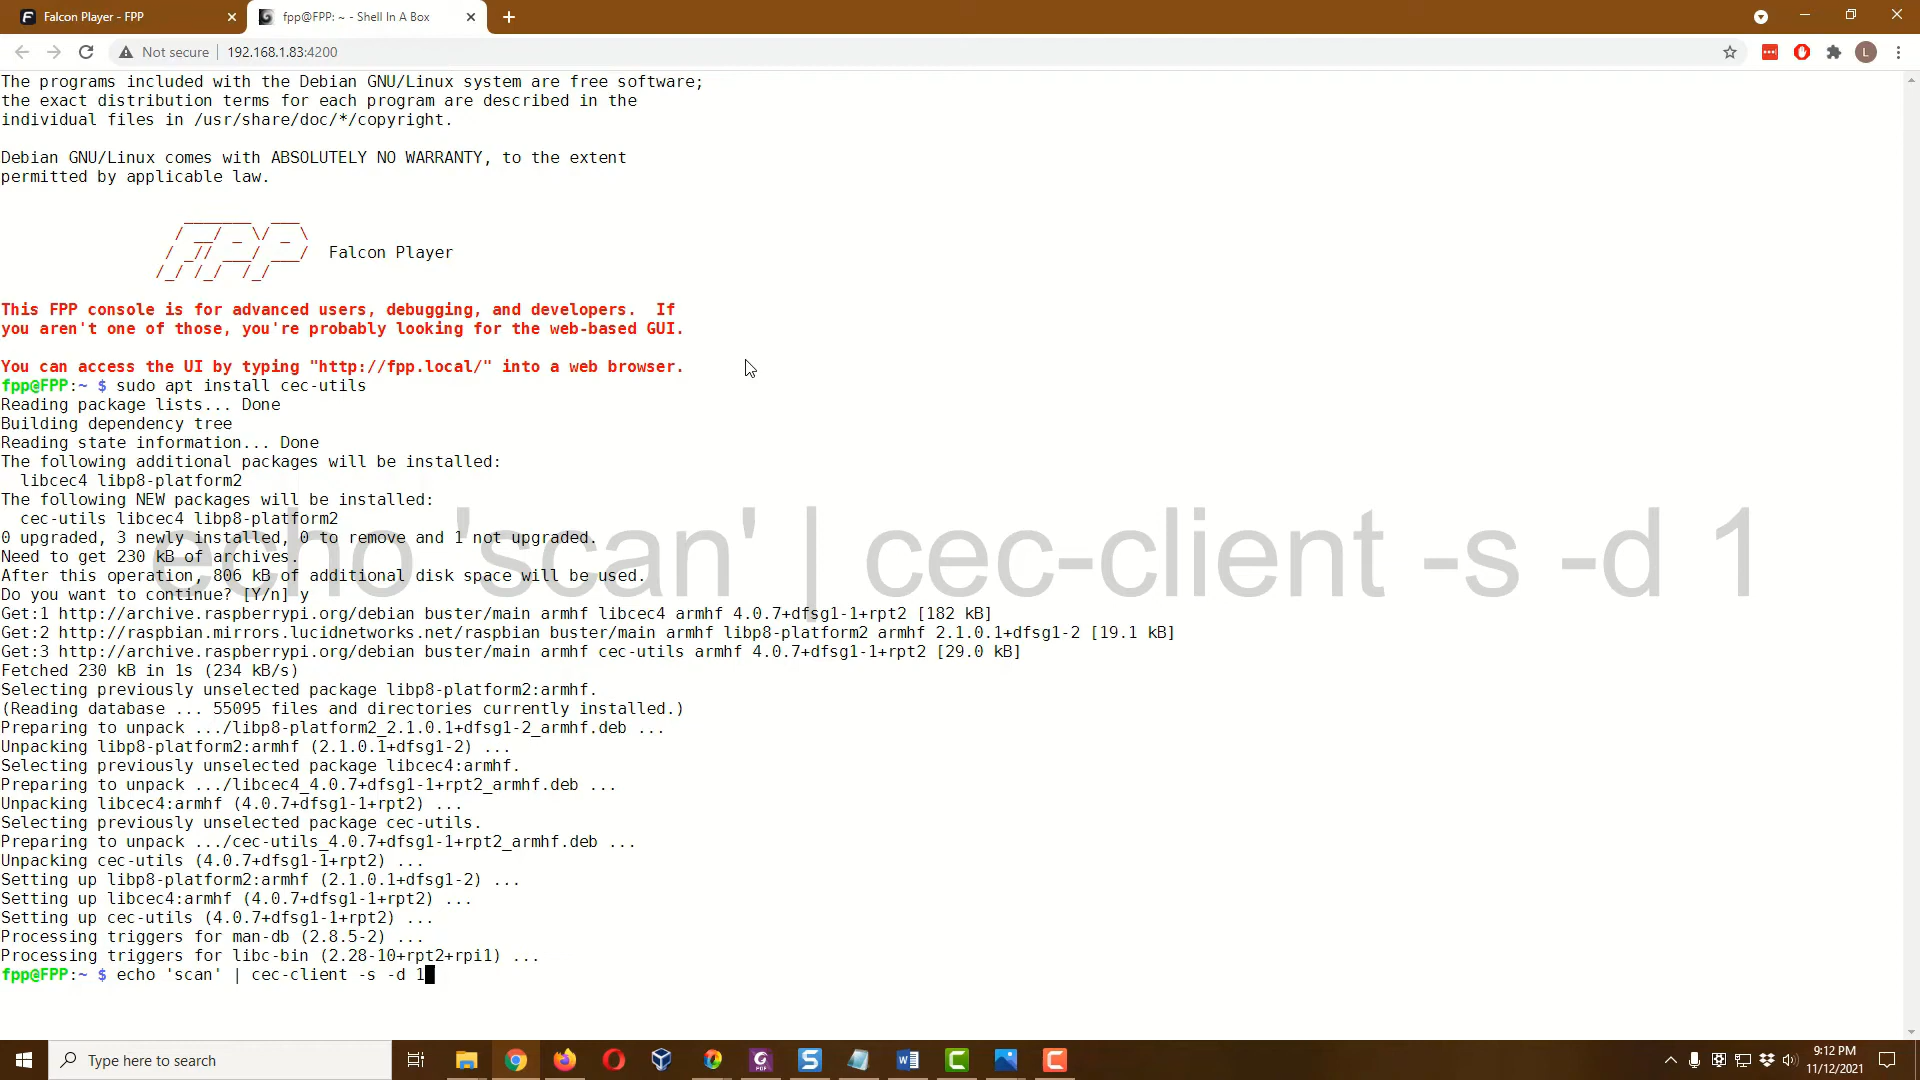 Falcon Player - FPP
fpp@FPP: ~ - Shell In A Box
Not secure
192.168.1.83:4200
L
The programs included with the Debian GNU/Linux system are free software;
the exact distribution terms for each program are described in the
individual files in /usr/share/doc/*/copyright.
Debian GNU/Linux comes with ABSOLUTELY NO WARRANTY, to the extent
permitted by applicable law.
FPP
Falcon Player
This FPP console is for advanced users, debugging, and developers.  If
you aren't one of those, you're probably looking for the web-based GUI.
You can access the UI by typing "http://fpp.local/" into a web browser.
fpp@FPP:~ $ sudo apt install cec-utils
Reading package lists... Done
Building dependency tree
Reading state information... Done
The following additional packages will be installed:
libcec4 libp8-platform2
The following NEW packages will be installed:
cec-utils libcec4 libp8-platform2
0 upgraded, 3 newly installed, 0 to remove and 1 not upgraded.
echo 'scan' | cec-client -s -d 1
Need to get 230 kB of archives.
After this operation, 806 kB of additional disk space will be used.
Do you want to continue? [Y/n] y
Get:1 http://archive.raspberrypi.org/debian buster/main armhf libcec4 armhf 4.0.7+dfsg1-1+rpt2 [182 kB]
Get:2 http://raspbian.mirrors.lucidnetworks.net/raspbian buster/main armhf libp8-platform2 armhf 2.1.0.1+dfsg1-2 [19.1 kB]
Get:3 http://archive.raspberrypi.org/debian buster/main armhf cec-utils armhf 4.0.7+dfsg1-1+rpt2 [29.0 kB]
Fetched 230 kB in 1s (234 kB/s)
Selecting previously unselected package libp8-platform2:armhf.
(Reading database ... 55095 files and directories currently installed.)
Preparing to unpack .../libp8-platform2_2.1.0.1+dfsg1-2_armhf.deb ...
Unpacking libp8-platform2:armhf (2.1.0.1+dfsg1-2) ...
Selecting previously unselected package libcec4:armhf.
Preparing to unpack .../libcec4_4.0.7+dfsg1-1+rpt2_armhf.deb ...
Unpacking libcec4:armhf (4.0.7+dfsg1-1+rpt2) ...
Selecting previously unselected package cec-utils.
Preparing to unpack .../cec-utils_4.0.7+dfsg1-1+rpt2_armhf.deb ...
Unpacking cec-utils (4.0.7+dfsg1-1+rpt2) ...
Setting up libp8-platform2:armhf (2.1.0.1+dfsg1-2) ...
Setting up libcec4:armhf (4.0.7+dfsg1-1+rpt2) ...
Setting up cec-utils (4.0.7+dfsg1-1+rpt2) ...
Processing triggers for man-db (2.8.5-2) ...
Processing triggers for libc-bin (2.28-10+rpt2+rpi1) ...
fpp@FPP:~ $ echo 'scan' | cec-client -s -d 1
Type here to search
9:12 PM
11/12/2021